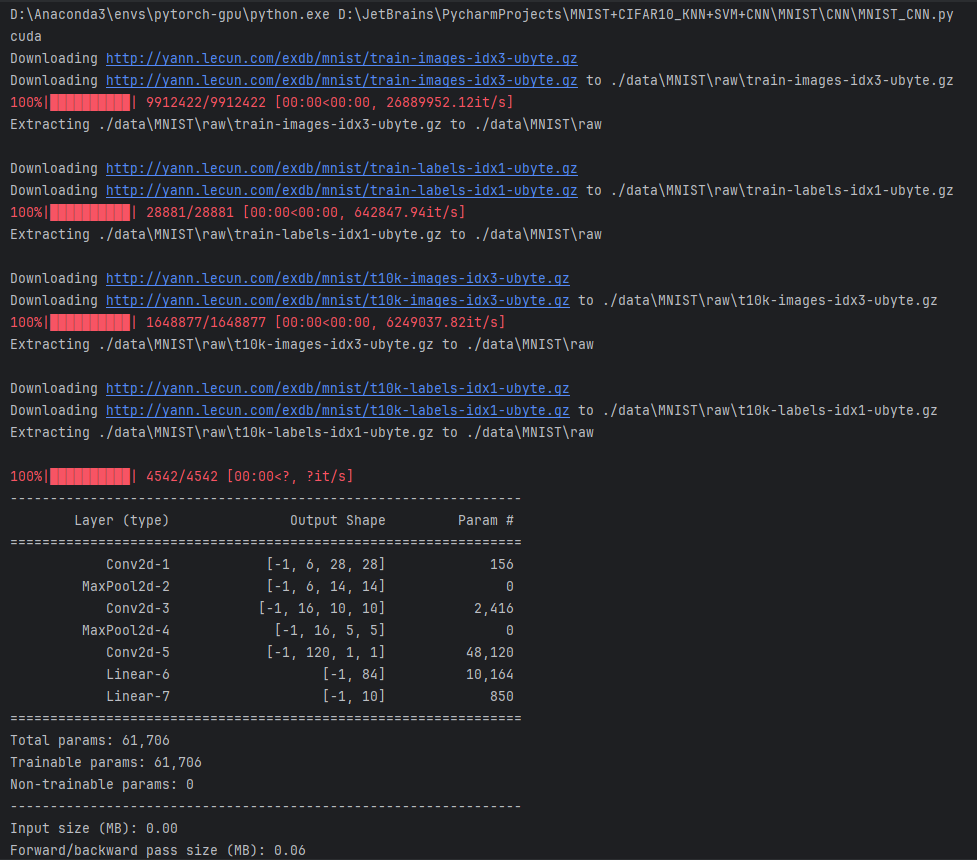 D:\Anaconda3\envs\pytorch-gpu\python.exe D:\JetBrains\PycharmProjects\MNIST+CIFAR10_KNN+SVM+CNN\MNIST\CNN\MNIST_CNN.py
cuda
Downloading http://yann.lecun.com/exdb/mnist/train-images-idx3-ubyte.gz
Downloading http://yann.lecun.com/exdb/mnist/train-images-idx3-ubyte.gz to ./data\MNIST\raw\train-images-idx3-ubyte.gz
100%|██████████| 9912422/9912422 [00:00<00:00, 26889952.12it/s]
Extracting ./data\MNIST\raw\train-images-idx3-ubyte.gz to ./data\MNIST\raw
Downloading http://yann.lecun.com/exdb/mnist/train-labels-idx1-ubyte.gz
Downloading http://yann.lecun.com/exdb/mnist/train-labels-idx1-ubyte.gz to ./data\MNIST\raw\train-labels-idx1-ubyte.gz
100%|██████████| 28881/28881 [00:00<00:00, 642847.94it/s]
Extracting ./data\MNIST\raw\train-labels-idx1-ubyte.gz to ./data\MNIST\raw
Downloading http://yann.lecun.com/exdb/mnist/t10k-images-idx3-ubyte.gz
Downloading http://yann.lecun.com/exdb/mnist/t10k-images-idx3-ubyte.gz to ./data\MNIST\raw\t10k-images-idx3-ubyte.gz
100%|██████████| 1648877/1648877 [00:00<00:00, 6249037.82it/s]
Extracting ./data\MNIST\raw\t10k-images-idx3-ubyte.gz to ./data\MNIST\raw
Downloading http://yann.lecun.com/exdb/mnist/t10k-labels-idx1-ubyte.gz
Downloading http://yann.lecun.com/exdb/mnist/t10k-labels-idx1-ubyte.gz to ./data\MNIST\raw\t10k-labels-idx1-ubyte.gz
Extracting ./data\MNIST\raw\t10k-labels-idx1-ubyte.gz to ./data\MNIST\raw
100%|██████████| 4542/4542 [00:00<?, ?it/s]
----------------------------------------------------------------
        Layer (type)               Output Shape         Param #
================================================================
            Conv2d-1            [-1, 6, 28, 28]             156
         MaxPool2d-2            [-1, 6, 14, 14]               0
            Conv2d-3           [-1, 16, 10, 10]           2,416
         MaxPool2d-4             [-1, 16, 5, 5]               0
            Conv2d-5            [-1, 120, 1, 1]          48,120
            Linear-6                   [-1, 84]          10,164
            Linear-7                   [-1, 10]             850
================================================================
Total params: 61,706
Trainable params: 61,706
Non-trainable params: 0
----------------------------------------------------------------
Input size (MB): 0.00
Forward/backward pass size (MB): 0.06